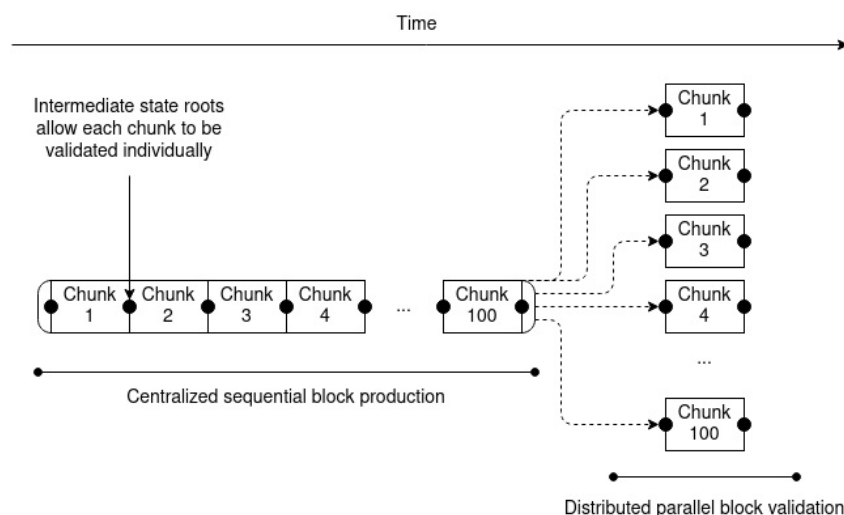 Time
Intermediate state roots
allow each chunk to be
validated individually
Chunk
1
Chunk
2
Chunk
3
Chunk
4
...
Chunk
100
Centralized sequential block production
Chunk
1
Chunk
2
Chunk
3
Chunk
4
...
Chunk
100
Distributed parallel block validation